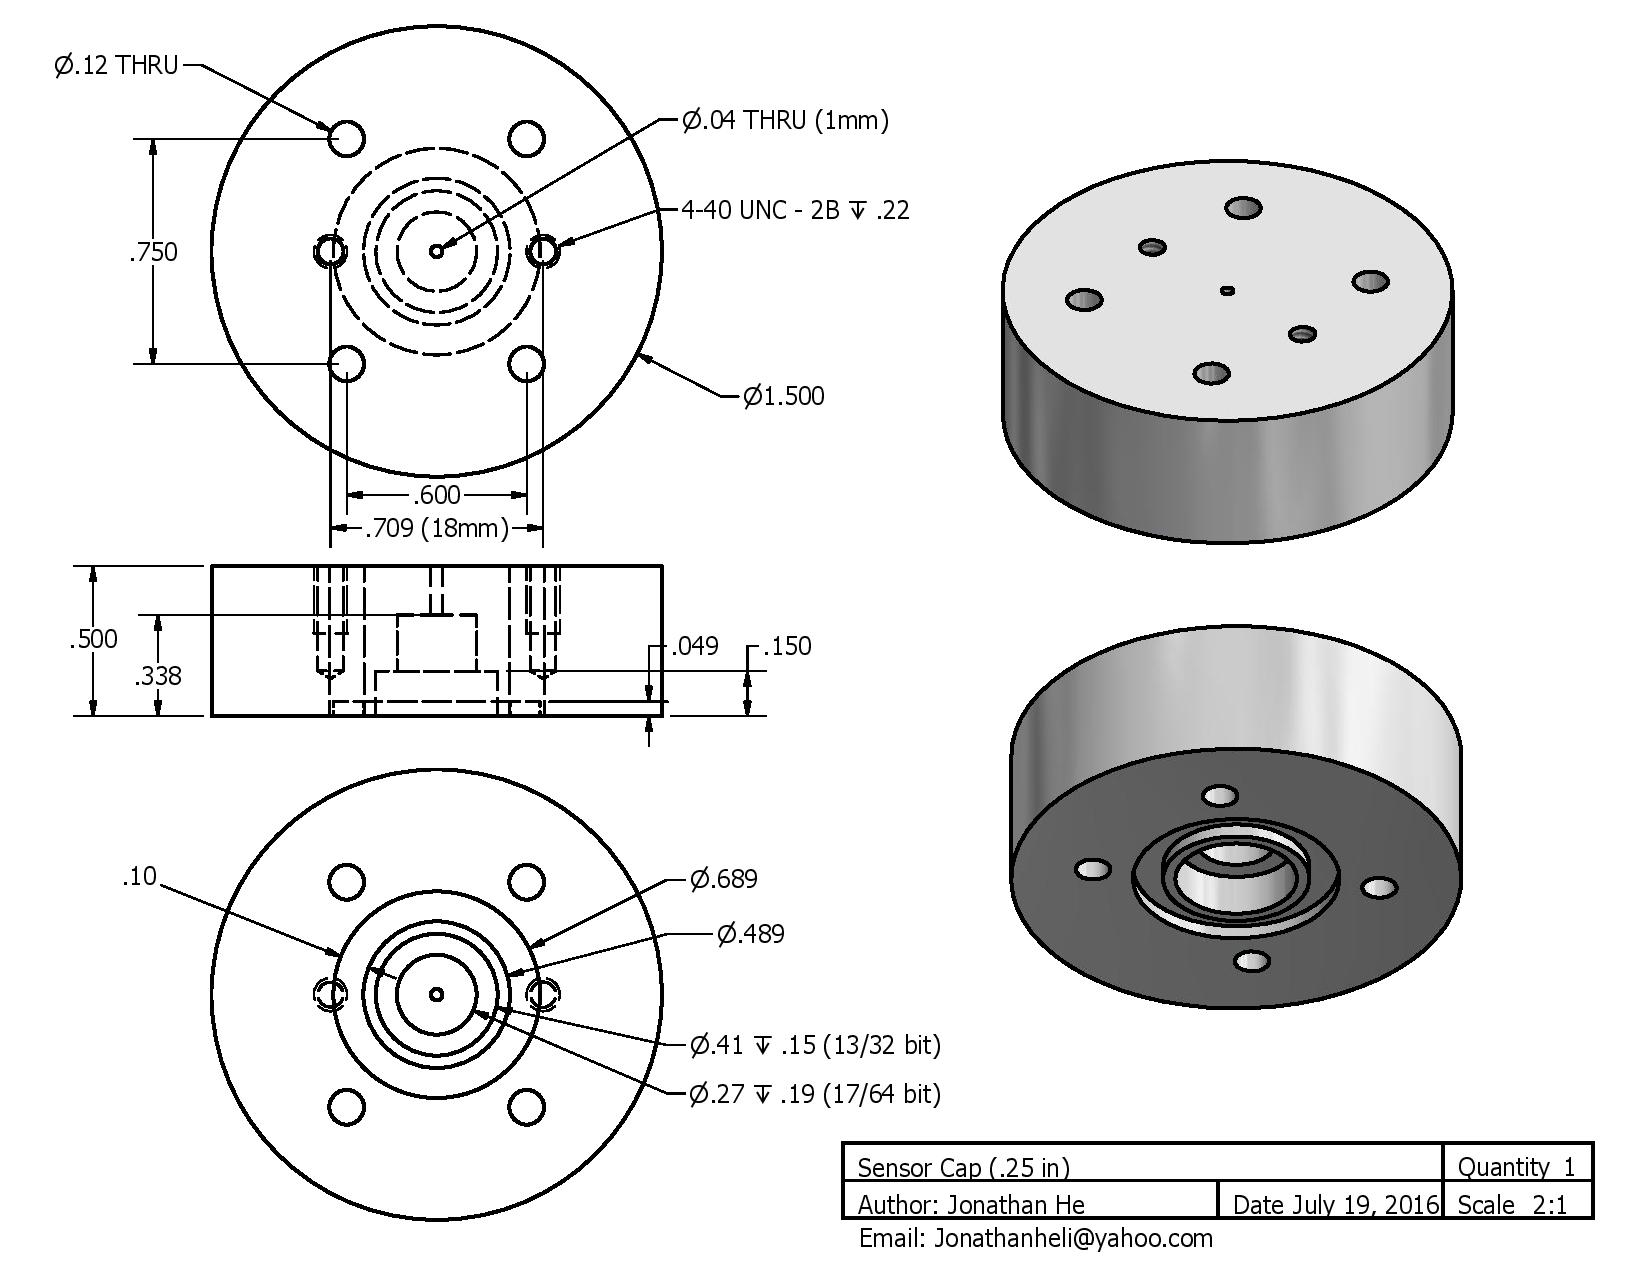 Ø.12 THRU
Ø.04 THRU (1mm)
4-40 UNC - 2B ↧ .22
.750
Ø1.500
.600
.709 (18mm)
.500
.338
.049
.150
.10
Ø.689
Ø.489
Ø.41 ↧ .15 (13/32 bit)
Ø.27 ↧ .19 (17/64 bit)
Sensor Cap (.25 in)
Quantity 1
Author: Jonathan He
Date July 19, 2016
Scale 2:1
Email: Jonathanheli@yahoo.com